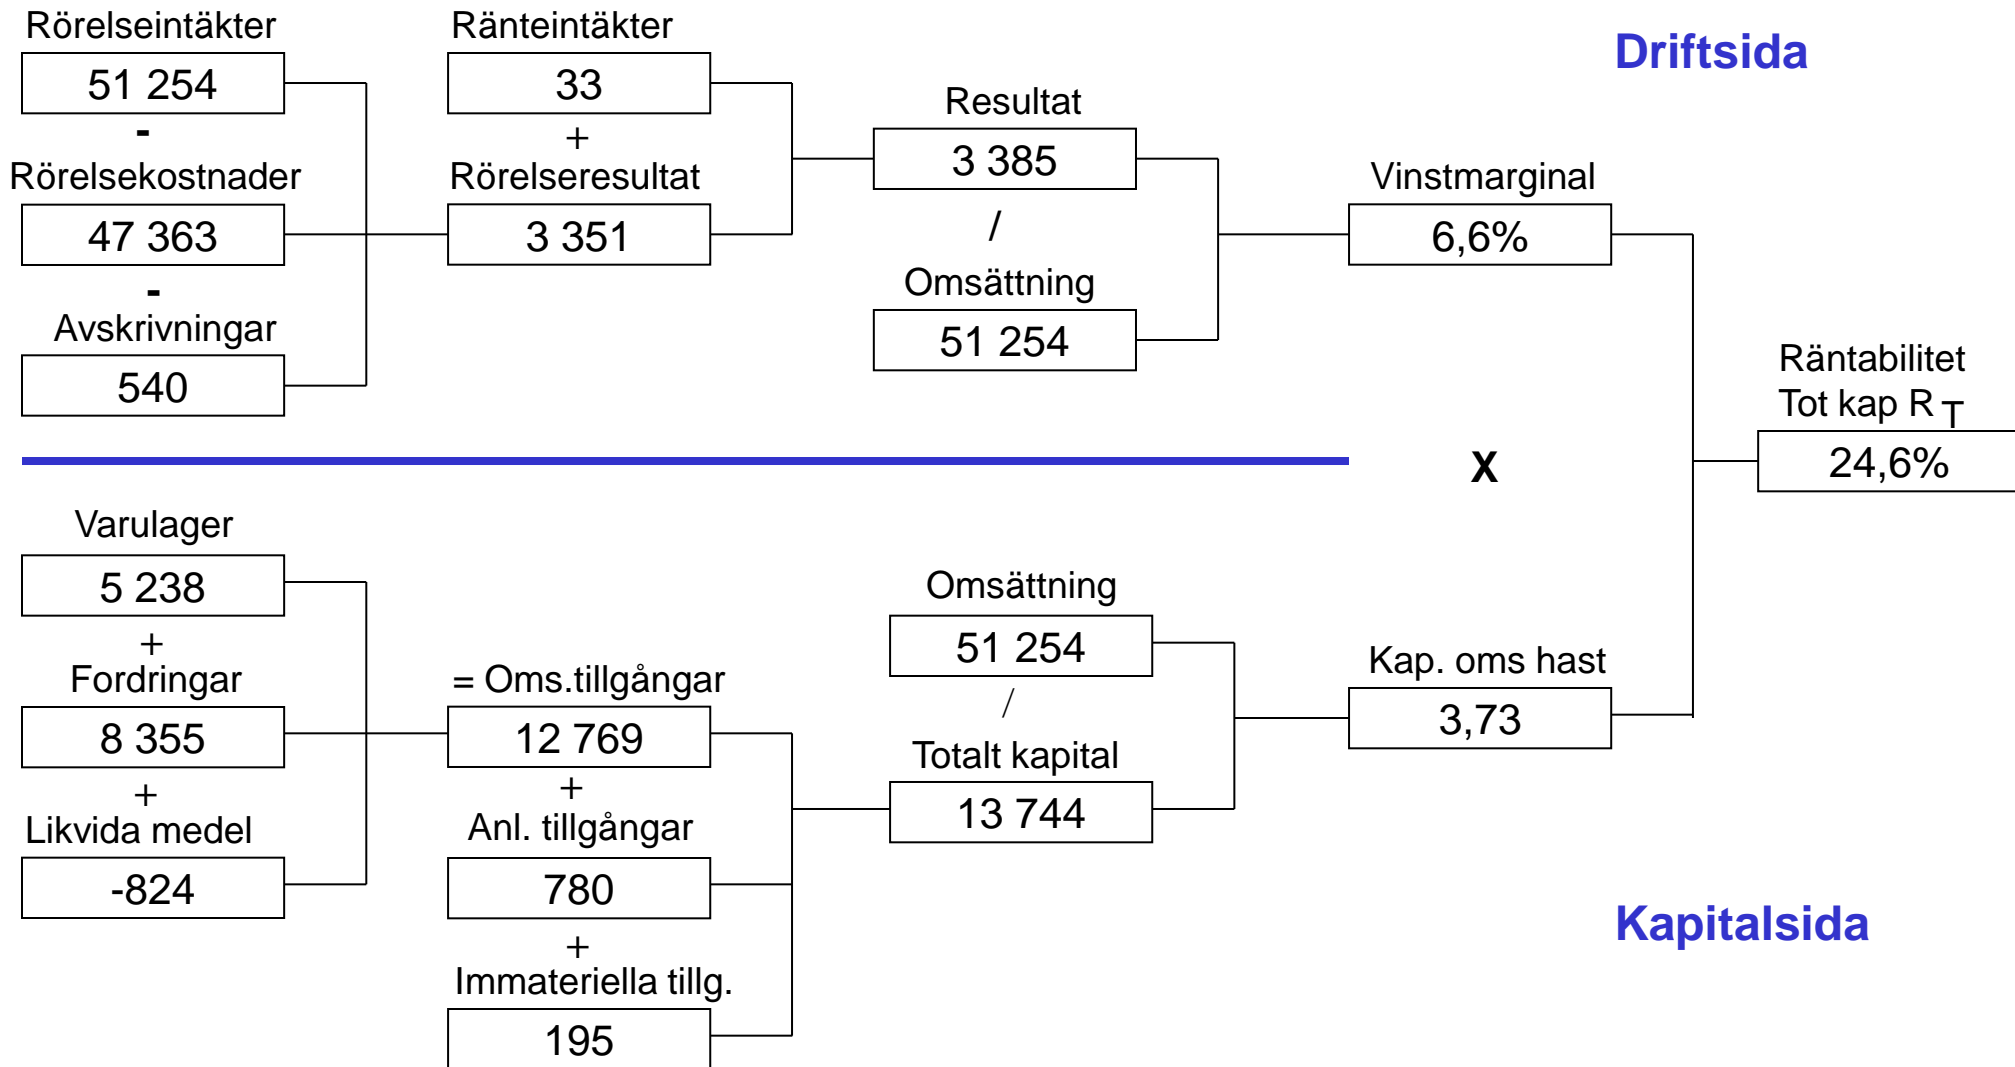 Rörelseintäkter
51 254
-
Rörelsekostnader
47 363
-
Avskrivningar
540
Ränteintäkter
33
+
Rörelseresultat
3 351
Resultat
3 385
/
Omsättning
51 254
Driftsida
Vinstmarginal
6,6%
X
Räntabilitet
Tot kap R T
24,6%
Varulager
5 238
+
Fordringar
8 355
+
Likvida medel
-824
= Oms.tillgångar
12 769
+
Anl. tillgångar
780
+
Immateriella tillg.
195
Omsättning
51 254
/
Totalt kapital
13 744
Kap. oms hast
3,73
Kapitalsida